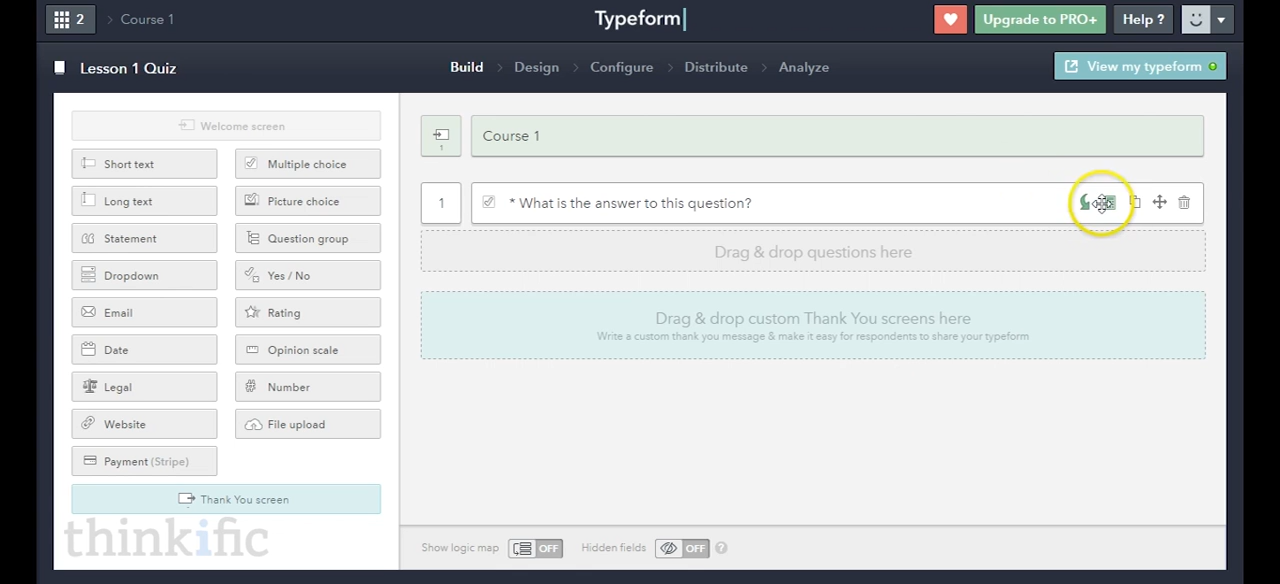 2
Course 1
Typeform
Upgrade to PRO+
Help ?
Lesson 1 Quiz
Build
Design
Configure
Distribute
Analyze
View my typeform
Welcome screen
Short text
Multiple choice
Long text
Picture choice
Statement
Question group
Dropdown
Yes / No
Email
Rating
Date
Opinion scale
Legal
Number
Website
File upload
Payment (Stripe)
Thank You screen
thinkific
1
Course 1
1
* What is the answer to this question?
Drag & drop questions here
Drag & drop custom Thank You screens here
Write a custom thank you message & make it easy for respondents to share your typeform
Show logic map
OFF
Hidden fields
OFF
?